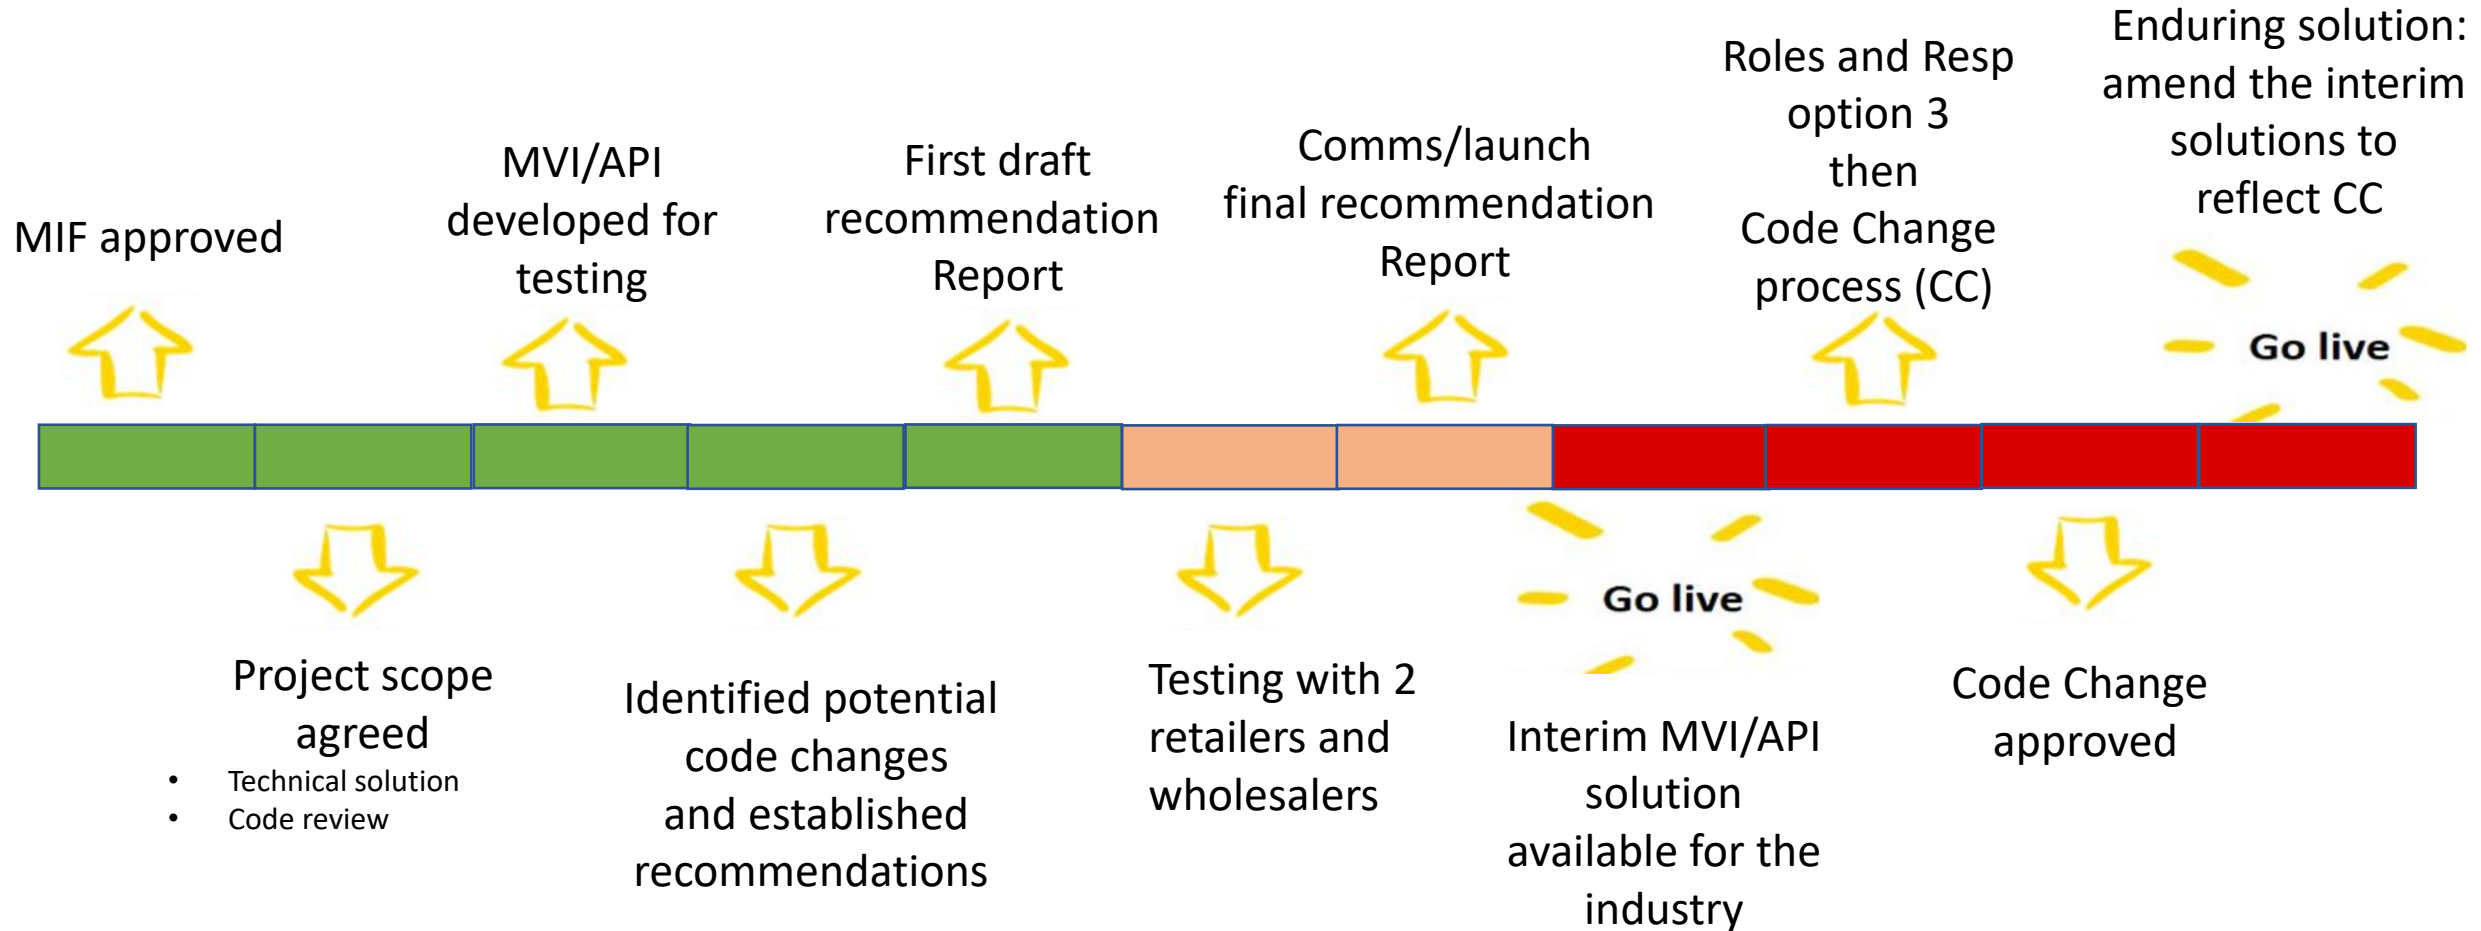 MIF approved
MVI/API
developed for
testing
First draft
recommendation
Report
Comms/launch
final recommendation
Report
Roles and Resp
option 3
then
Code Change
process (CC)
Enduring solution:
amend the interim
solutions to
reflect CC
Go live
Project scope
agreed
• Technical solution
• Code review
Identified potential
code changes
and established
recommendations
Testing with 2
retailers and
wholesalers
Go live
Interim MVI/API
solution
available for the
industry
Code Change
approved